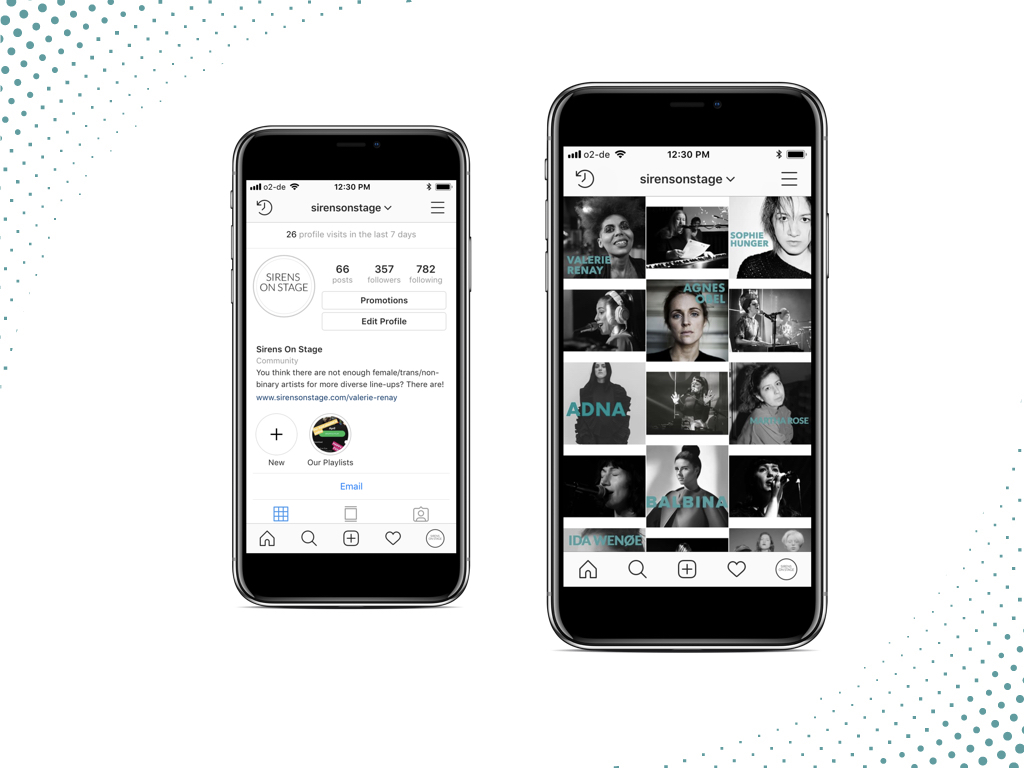 o2-de
12:30 PM
sirensonstage
26 profile visits in the last 7 days
SIRENS
ON STAGE
66 357 782
posts followers following
Promotions
Edit Profile
Sirens On Stage
Community
You think there are not enough female/trans/non-
binary artists for more diverse line-ups? There are!
www.sirensonstage.com/valerie-renay
New
Our Playlists
Email
o2-de
12:30 PM
sirensonstage
VALERIE
RENAY
SOPHIE
HUNGER
AGNES
OBEL
ADNA
ROSE
BALBINA
IDA WENØE